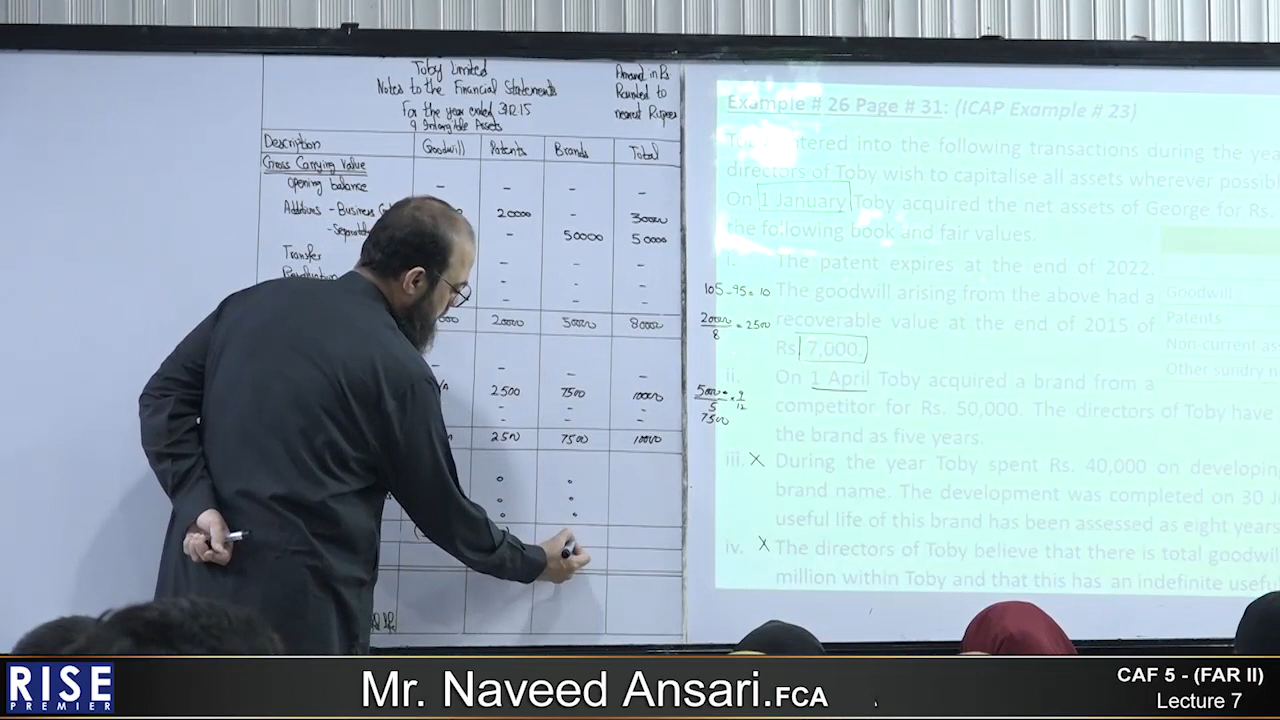 Toby Limited
Notes to the Financial Statements
For the year ended 31.12.15
9 Intangible Assets
Amount in Rs
Rounded to
nearest Rupees
Description Goodwill Patents Brands Total
Gross Carrying Value
Opening balance - - - -
Additions - Business 20000 - 30000
- - 50000 50000
Transfer - - -
- - -
20000 50000 80000
- - - -
2500 7500 10000
- - -
- - -
2500 7500 10000
105-95=10
20000/8 = 2500
50000/5 × 9/12
7500
Example # 26 Page # 31: (ICAP Example # 23)
entered into the following transactions during the
directors of Toby wish to capitalise all assets wherever
On 1 January Toby acquired the net assets of George for Rs.
the following book and fair values.
i. The patent expires at the end of 2022.
The goodwill arising from the above had a
recoverable value at the end of 2015 of
Rs 7,000.
Goodwill
Patents
Non-current
Other sundry
ii. On 1 April Toby acquired a brand from a
competitor for Rs. 50,000. The directors of Toby have
the brand as five years.
iii. X During the year Toby spent Rs. 40,000 on
brand name. The development was completed on 30
useful life of this brand has been assessed as eight years
iv. X The directors of Toby believe that there is total
million within Toby and that this has an indefinite
RISE
PREMIER
Mr. Naveed Ansari.FCA
CAF 5 - (FAR II)
Lecture 7